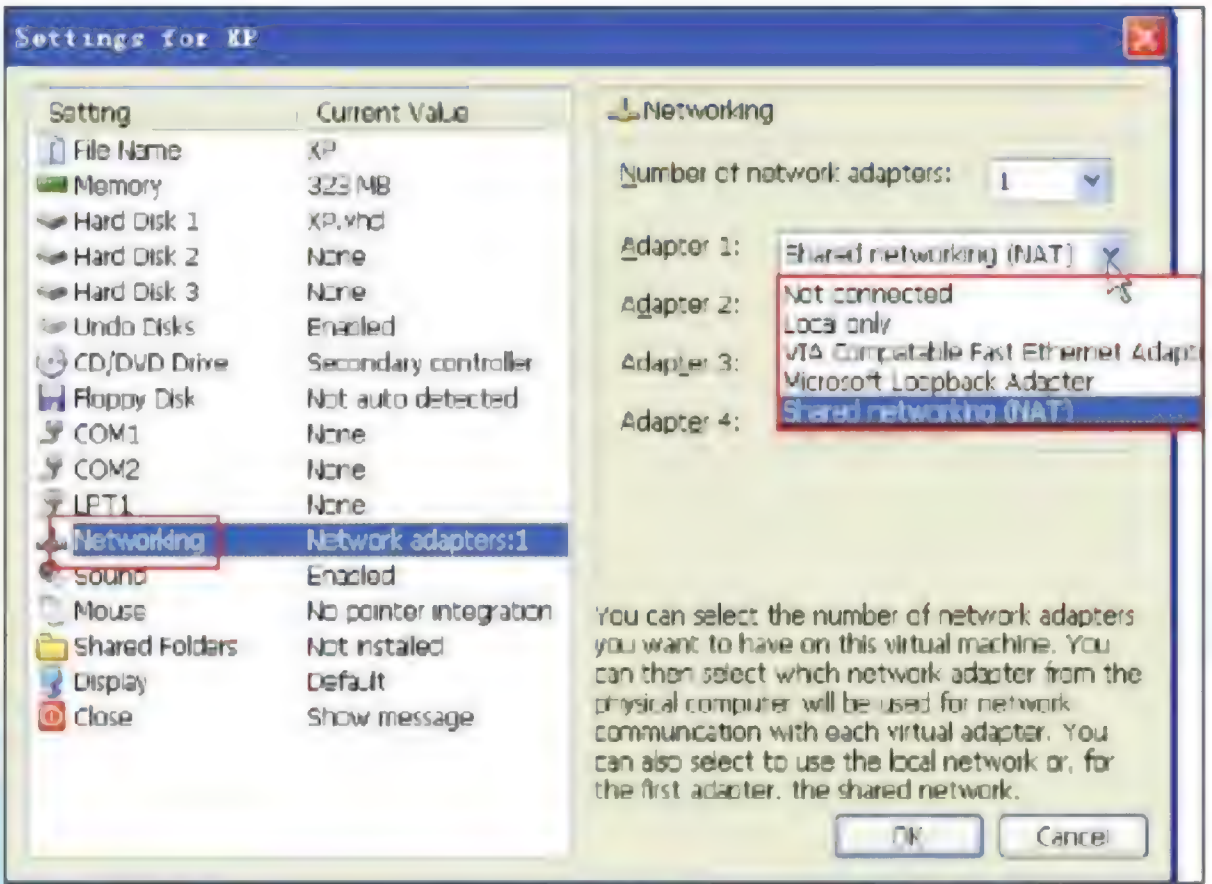 Settings for XP
Setting Current Value
File Name XP
Memory 323 MB
Hard Disk 1 XP.vhd
Hard Disk 2 None
Hard Disk 3 None
Undo Disks Enabled
CD/DVD Drive Secondary controller
Floppy Disk Not auto detected
COM1 None
COM2 None
LPT1 None
Networking Network adapters:1
Sound Enabled
Mouse No pointer integration
Shared Folders Not installed
Display Default
Close Show message
Networking
Number of network adapters: 1
Adapter 1: Shared networking (NAT)
Adapter 2:
Adapter 3:
Adapter 4:
Not connected
Local only
VIA Compatable Fast Ethernet Adapt
Microsoft Loopback Adapter
Shared networking (NAT)
You can select the number of network adapters
you want to have on this virtual machine. You
can then select which network adapter from the
physical computer will be used for network
communication with each virtual adapter. You
can also select to use the local network or, for
the first adapter, the shared network.
OK Cancel